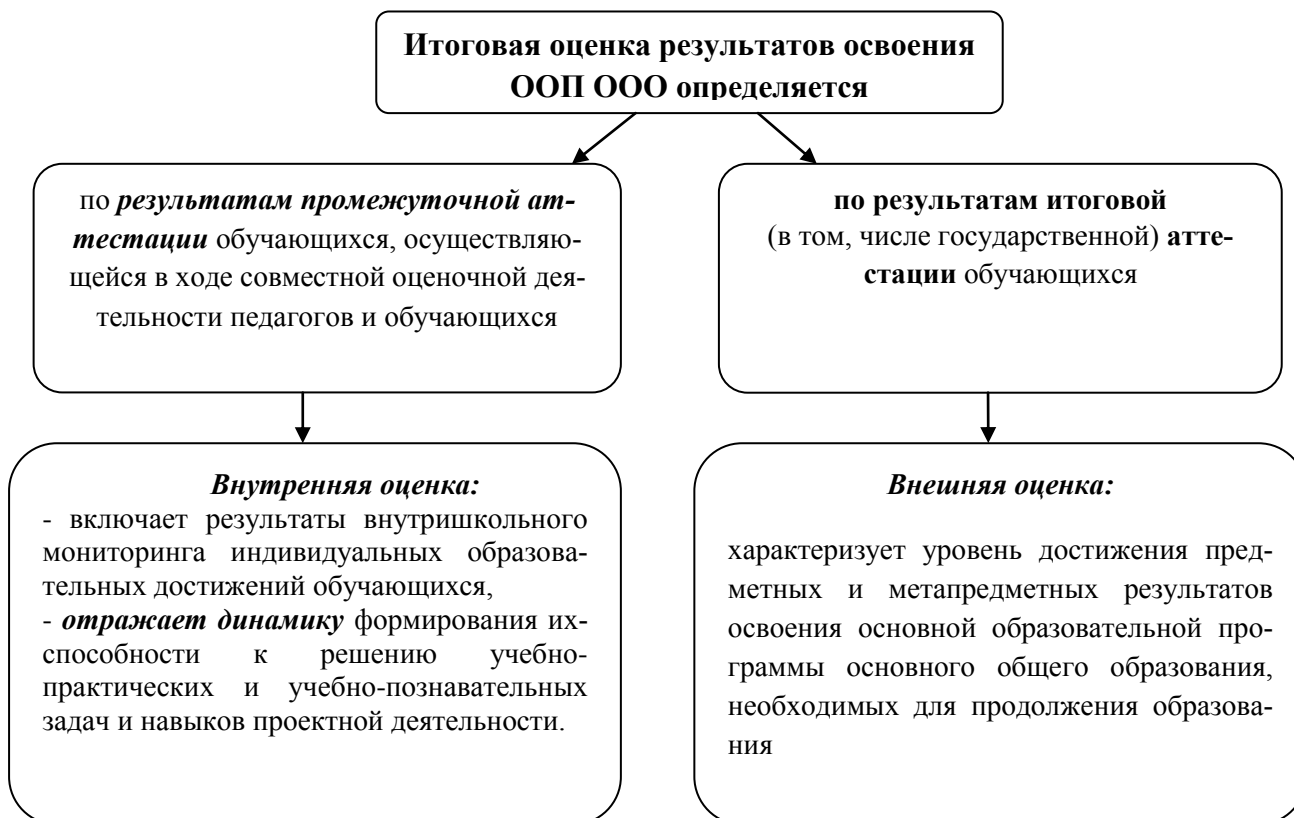 Итоговая оценка результатов освоения
ООП ООО определяется
по результатам промежуточной ат-
тестации обучающихся, осуществляю-
щейся в ходе совместной оценочной дея-
тельности педагогов и обучающихся
по результатам итоговой
(в том, числе государственной) атте-
стации обучающихся
Внутренняя оценка:
- включает результаты внутришкольного
мониторинга индивидуальных образова-
тельных достижений обучающихся,
- отражает динамику формирования их-
способности к решению учебно-
практических и учебно-познавательных
задач и навыков проектной деятельности.
Внешняя оценка:
характеризует уровень достижения пред-
метных и метапредметных результатов
освоения основной образовательной про-
граммы основного общего образования,
необходимых для продолжения образова-
ния